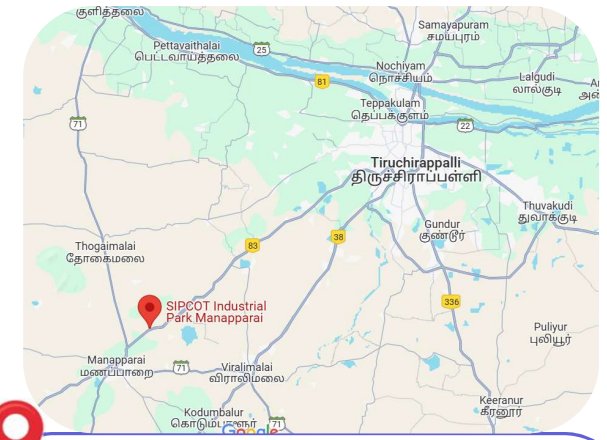 குளித்தலை
Samayapuram
சமயபுரம்
Pettavaithalai
பெட்டவாய்த்தலை
25
Nochiyam
நொச்சியம்
Lalgudi
லால்குடி
81
Teppakulam
தெப்பக்குளம்
71
22
Tiruchirappalli
திருச்சிராப்பள்ளி
Thuvakudi
துவாக்குடி
Gundur
குண்டூர்
38
83
Thogaimalai
தோகைமலை
336
SIPCOT Industrial
Park Manapparai
Puliyur
புலியூர்
Manapparai
மணப்பாறை
71
Viralimalai
விராலிமலை
Keeranur
கீரனூர்
Kodumbalur
கொடும்பாளூர்
71
Google